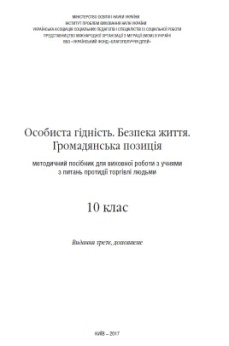 МІНІСТЕРСТВО ОСВІТИ І НАУКИ УКРАЇНИ
ІНСТИТУТ ПРОБЛЕМ ВИХОВАННЯ НАПН УКРАЇНИ
УКРАЇНСЬКА АСОЦІАЦІЯ СОЦІАЛЬНИХ ПЕДАГОГІВ І СПЕЦІАЛІСТІВ ІЗ СОЦІАЛЬНОЇ РОБОТИ
ПРЕДСТАВНИЦТВО МІЖНАРОДНОЇ ОРГАНІЗАЦІЇ З МІГРАЦІЇ (МОМ) В УКРАЇНІ
«УКРАЇНСЬКИЙ ФОНД «БЛАГОПОЛУЧЧЯ ДІТЕЙ»
Особиста гідність. Безпека життя.
Громадянська позиція
методичний посібник для виховної роботи з учнями
з питань протидії торгівлі людьми
10 клас
Видання третє, доповнене
КИЇВ – 2017